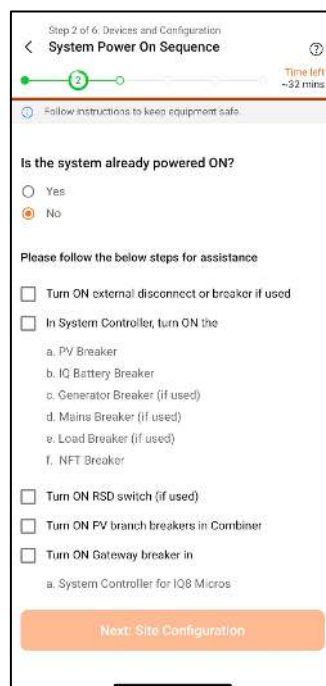 Step 2 of 6: Devices and Configuration
System Power On Sequence
Time left
2
~32 mins
Follow instructions to keep equipment safe.
Is the system already powered ON?
Yes
No
Please follow the below steps for assistance
Turn ON external disconnect or breaker if used
In System Controller, turn ON the
a. PV Breaker
b. IQ Battery Breaker
c. Generator Breaker (if used)
d. Mains Breaker (if used)
e. Load Breaker (if used)
f. NFT Breaker
Turn ON RSD switch (if used)
Turn ON PV branch breakers in Combiner
Turn ON Gateway breaker in
a. System Controller for IQ8 Micros
Next: Site Configuration